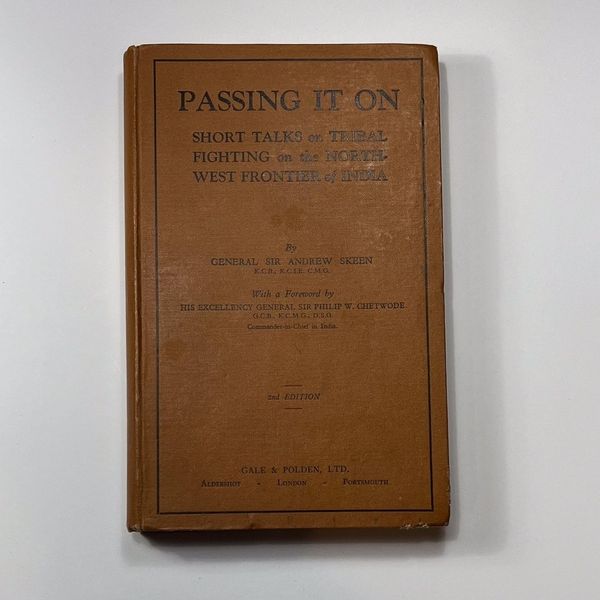 PASSING IT ON
SHORT TALKS on TRIBAL
FIGHTING on the NORTH-
WEST FRONTIER of INDIA
By
GENERAL SIR ANDREW SKEEN
K.C.B., K.C.I.E., C.M.G.
With a Foreword by
HIS EXCELLENCY GENERAL SIR PHILIP W. CHETWODE
G.C.B., K.C.M.G., D.S.O.
Commander-in-Chief in India.
2nd EDITION
GALE & POLDEN, LTD.
ALDERSHOT - LONDON - PORTSMOUTH